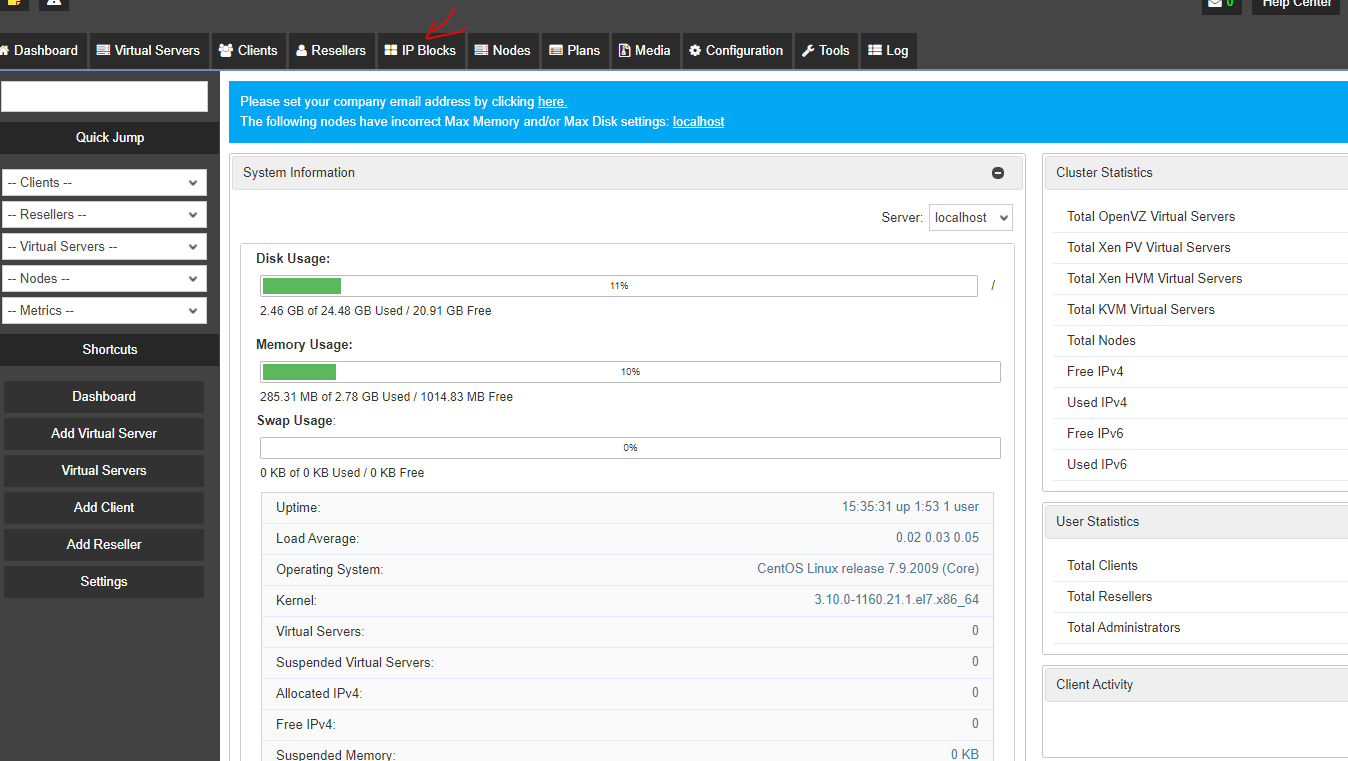 0
Help Center
Dashboard
Virtual Servers
Clients
Resellers
IP Blocks
Nodes
Plans
Media
Configuration
Tools
Log
Quick Jump
-- Clients --
-- Resellers --
-- Virtual Servers --
-- Nodes --
-- Metrics --
Shortcuts
Dashboard
Add Virtual Server
Virtual Servers
Add Client
Add Reseller
Settings
Please set your company email address by clicking here.
The following nodes have incorrect Max Memory and/or Max Disk settings: localhost
System Information
Server: localhost
Disk Usage:
11% /
2.46 GB of 24.48 GB Used / 20.91 GB Free
Memory Usage:
10%
285.31 MB of 2.78 GB Used / 1014.83 MB Free
Swap Usage:
0%
0 KB of 0 KB Used / 0 KB Free
Uptime: 15:35:31 up 1:53 1 user
Load Average: 0.02 0.03 0.05
Operating System: CentOS Linux release 7.9.2009 (Core)
Kernel: 3.10.0-1160.21.1.el7.x86_64
Virtual Servers: 0
Suspended Virtual Servers: 0
Allocated IPv4: 0
Free IPv4: 0
Suspended Memory: 0 KB
Cluster Statistics
Total OpenVZ Virtual Servers
Total Xen PV Virtual Servers
Total Xen HVM Virtual Servers
Total KVM Virtual Servers
Total Nodes
Free IPv4
Used IPv4
Free IPv6
Used IPv6
User Statistics
Total Clients
Total Resellers
Total Administrators
Client Activity